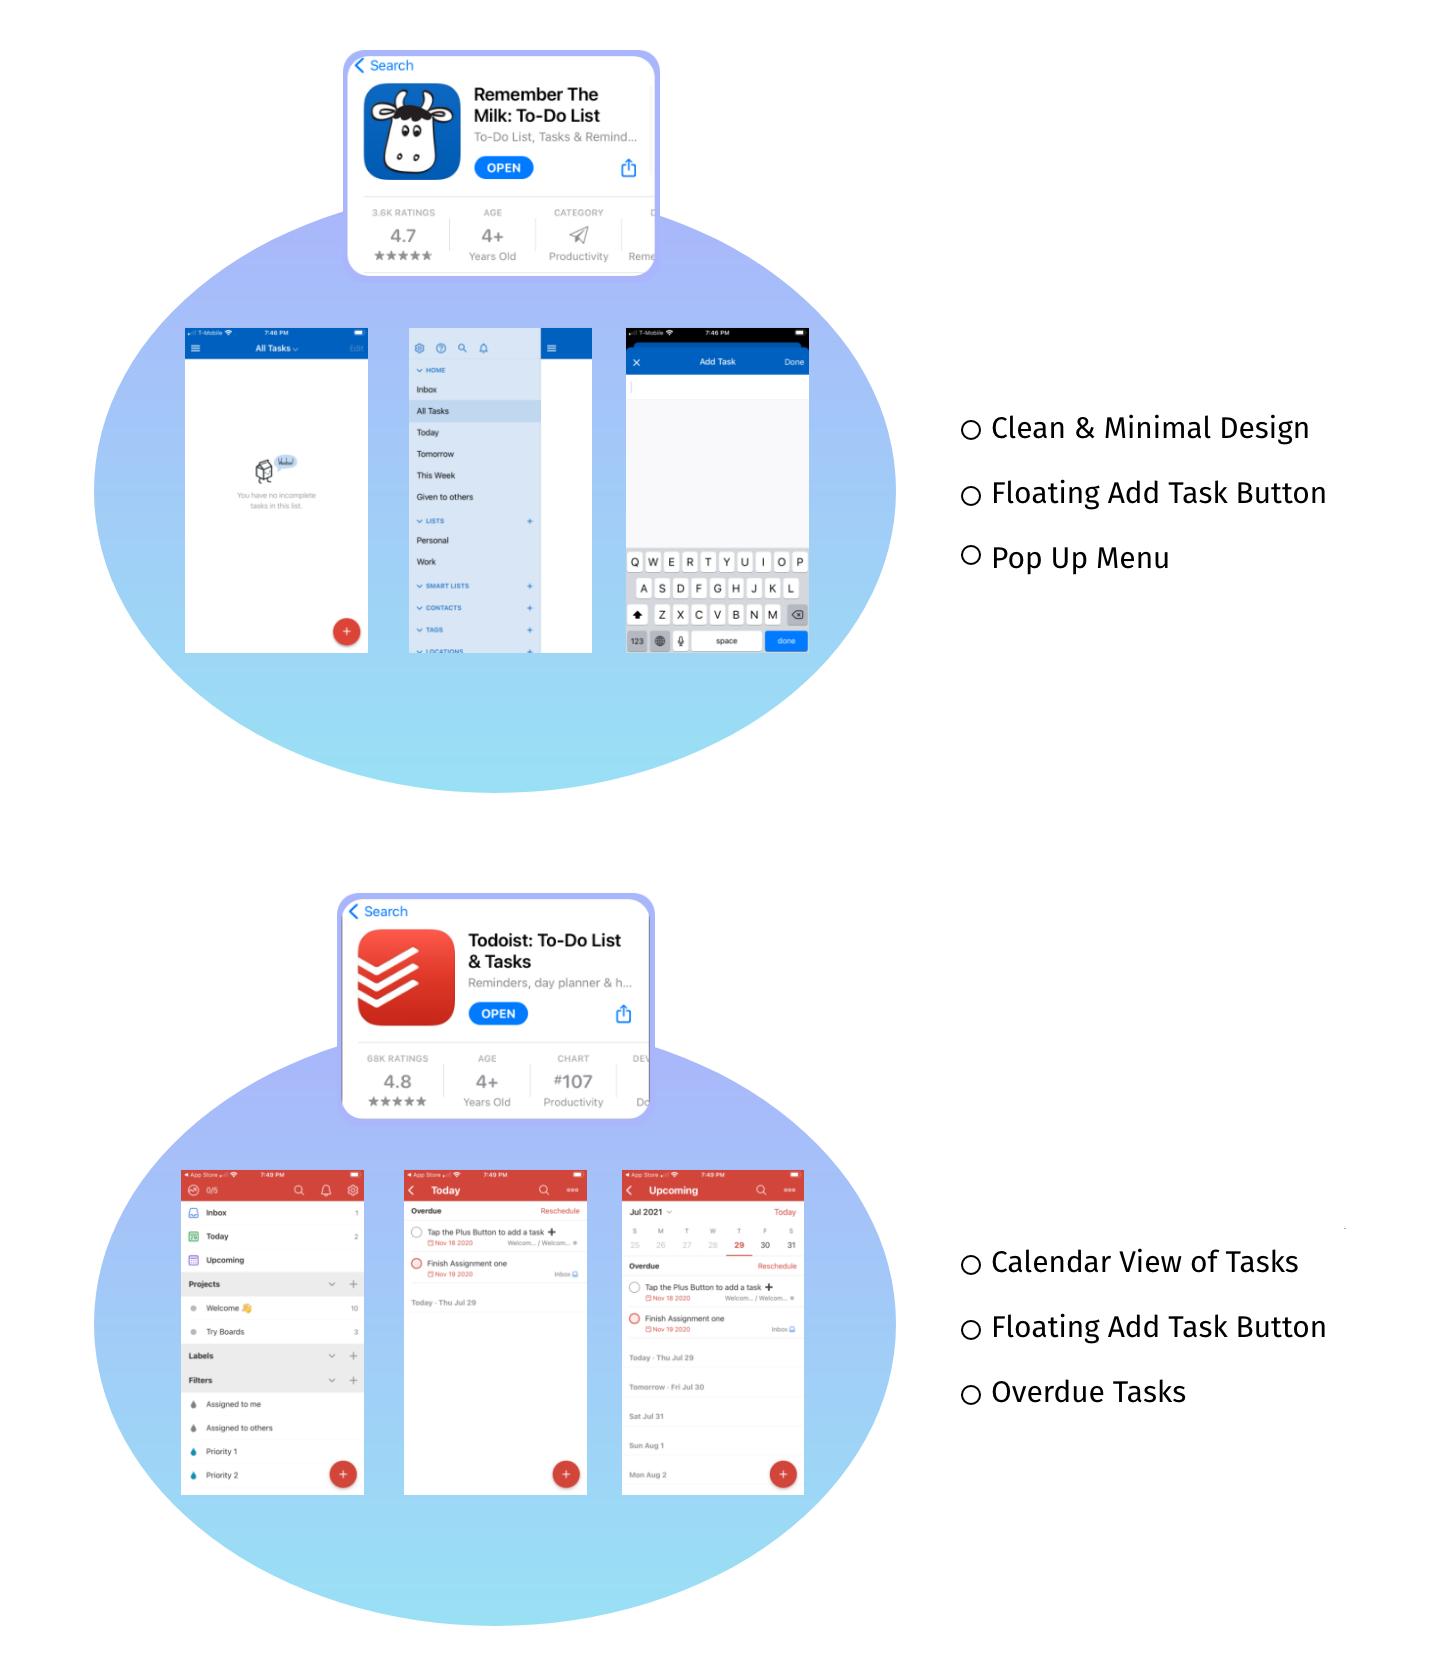 Search
Remember The
Milk: To-Do List
To-Do List, Tasks & Remind...
OPEN
3.6K RATINGS
4.7
AGE
4+
Years Old
CATEGORY
Productivity
D
Reme
T-Mobile
7:46 PM
All Tasks
Edit
Woohoo!
You have no incomplete
tasks in this list.
HOME
Inbox
All Tasks
Today
Tomorrow
This Week
Given to others
LISTS
Personal
Work
SMART LISTS
CONTACTS
TAGS
LOCATIONS
T-Mobile
7:46 PM
Add Task
Done
Q W E R T Y U I O P
A S D F G H J K L
Z X C V B N M
123
space
done
Clean & Minimal Design
Floating Add Task Button
Pop Up Menu
Search
Todoist: To-Do List
& Tasks
Reminders, day planner & h...
OPEN
68K RATINGS
4.8
AGE
4+
Years Old
CHART
#107
Productivity
DEV
Do
App Store
7:49 PM
0/5
Inbox 1
Today 2
Upcoming
Projects
Welcome 👋 10
Try Boards 3
Labels
Filters
Assigned to me
Assigned to others
Priority 1
Priority 2
App Store
7:49 PM
Today
Overdue Reschedule
Tap the Plus Button to add a task ➕
Nov 18 2020 Welcom... / Welcom...
Finish Assignment one
Nov 19 2020 Inbox
Today · Thu Jul 29
App Store
7:49 PM
Upcoming
Jul 2021 Today
S M T W T F S
25 26 27 28 29 30 31
Overdue Reschedule
Tap the Plus Button to add a task ➕
Nov 18 2020 Welcom... / Welcom...
Finish Assignment one
Nov 19 2020 Inbox
Today · Thu Jul 29
Tomorrow · Fri Jul 30
Sat Jul 31
Sun Aug 1
Mon Aug 2
Calendar View of Tasks
Floating Add Task Button
Overdue Tasks